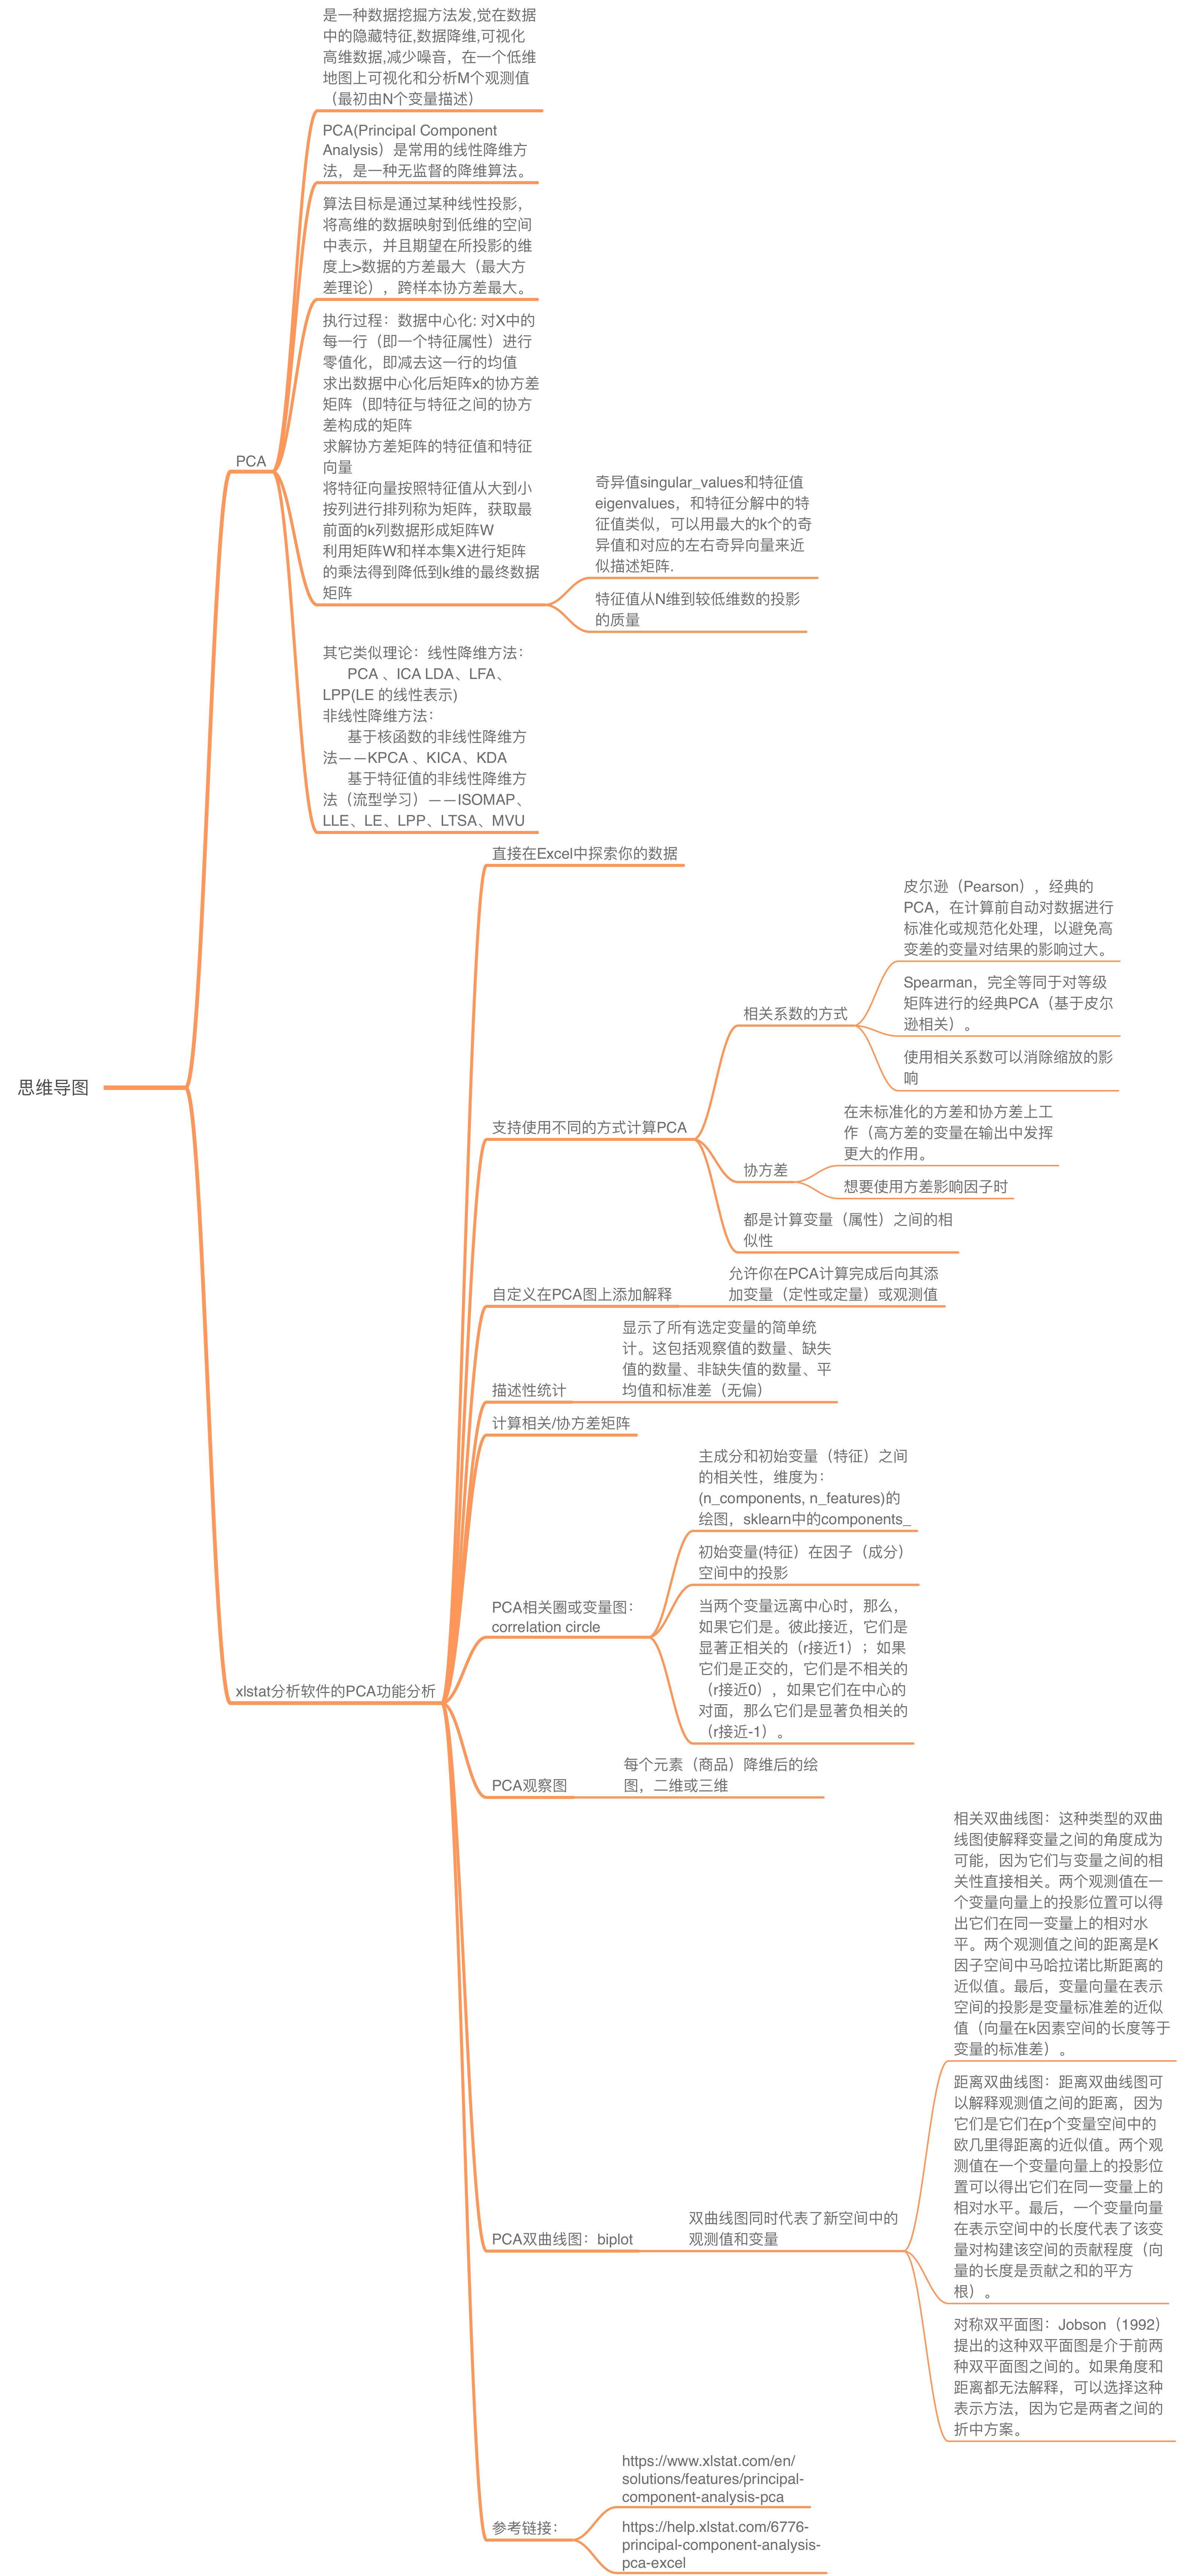 思维导图
PCA
是一种数据挖掘方法发,觉在数据
中的隐藏特征,数据降维,可视化
高维数据,减少噪音，在一个低维
地图上可视化和分析M个观测值
（最初由N个变量描述）
PCA(Principal Component
Analysis）是常用的线性降维方
法，是一种无监督的降维算法。
算法目标是通过某种线性投影，
将高维的数据映射到低维的空间
中表示，并且期望在所投影的维
度上>数据的方差最大（最大方
差理论），跨样本协方差最大。
执行过程：数据中心化: 对X中的
每一行（即一个特征属性）进行
零值化，即减去这一行的均值
求出数据中心化后矩阵x的协方差
矩阵（即特征与特征之间的协方
差构成的矩阵
求解协方差矩阵的特征值和特征
向量
将特征向量按照特征值从大到小
按列进行排列称为矩阵，获取最
前面的k列数据形成矩阵W
利用矩阵W和样本集X进行矩阵
的乘法得到降低到k维的最终数据
矩阵
奇异值singular_values和特征值
eigenvalues，和特征分解中的特
征值类似，可以用最大的k个的奇
异值和对应的左右奇异向量来近
似描述矩阵.
特征值从N维到较低维数的投影
的质量
其它类似理论：线性降维方法：
PCA 、ICA LDA、LFA、
LPP(LE 的线性表示)
非线性降维方法：
基于核函数的非线性降维方
法——KPCA 、KICA、KDA
基于特征值的非线性降维方
法（流型学习）——ISOMAP、
LLE、LE、LPP、LTSA、MVU
xlstat分析软件的PCA功能分析
直接在Excel中探索你的数据
支持使用不同的方式计算PCA
相关系数的方式
皮尔逊（Pearson），经典的
PCA，在计算前自动对数据进行
标准化或规范化处理，以避免高
变差的变量对结果的影响过大。
Spearman，完全等同于对等级
矩阵进行的经典PCA（基于皮尔
逊相关）。
使用相关系数可以消除缩放的影
响
协方差
在未标准化的方差和协方差上工
作（高方差的变量在输出中发挥
更大的作用。
想要使用方差影响因子时
都是计算变量（属性）之间的相
似性
自定义在PCA图上添加解释
允许你在PCA计算完成后向其添
加变量（定性或定量）或观测值
描述性统计
显示了所有选定变量的简单统
计。这包括观察值的数量、缺失
值的数量、非缺失值的数量、平
均值和标准差（无偏）
计算相关/协方差矩阵
PCA相关圈或变量图：
correlation circle
主成分和初始变量（特征）之间
的相关性，维度为：
(n_components, n_features)的
绘图，sklearn中的components_
初始变量(特征）在因子（成分）
空间中的投影
当两个变量远离中心时，那么，
如果它们是。彼此接近，它们是
显著正相关的（r接近1）；如果
它们是正交的，它们是不相关的
（r接近0），如果它们在中心的
对面，那么它们是显著负相关的
（r接近-1）。
PCA观察图
每个元素（商品）降维后的绘
图，二维或三维
PCA双曲线图：biplot
双曲线图同时代表了新空间中的
观测值和变量
相关双曲线图：这种类型的双曲
线图使解释变量之间的角度成为
可能，因为它们与变量之间的相
关性直接相关。两个观测值在一
个变量向量上的投影位置可以得
出它们在同一变量上的相对水
平。两个观测值之间的距离是K
因子空间中马哈拉诺比斯距离的
近似值。最后，变量向量在表示
空间的投影是变量标准差的近似
值（向量在k因素空间的长度等于
变量的标准差）。
距离双曲线图：距离双曲线图可
以解释观测值之间的距离，因为
它们是它们在p个变量空间中的
欧几里得距离的近似值。两个观
测值在一个变量向量上的投影位
置可以得出它们在同一变量上的
相对水平。最后，一个变量向量
在表示空间中的长度代表了该变
量对构建该空间的贡献程度（向
量的长度是贡献之和的平方
根）。
对称双平面图：Jobson（1992）
提出的这种双平面图是介于前两
种双平面图之间的。如果角度和
距离都无法解释，可以选择这种
表示方法，因为它是两者之间的
折中方案。
参考链接：
https://www.xlstat.com/en/
solutions/features/principal-
component-analysis-pca
https://help.xlstat.com/6776-
principal-component-analysis-
pca-excel